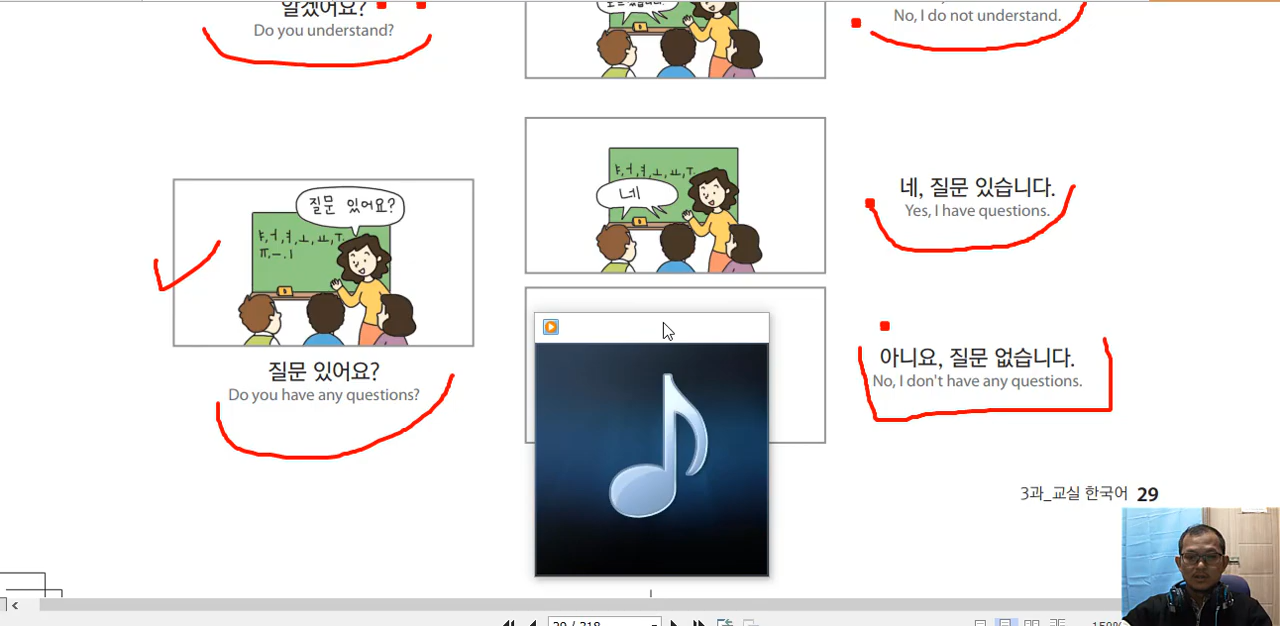 알겠어요?
Do you understand?
No, I do not understand.
ㅑ, ㅓ, ㅕ, ㅗ, ㅛ, ㅜ
네
네, 질문 있습니다.
Yes, I have questions.
질문 있어요?
ㅑ, ㅓ, ㅕ, ㅗ, ㅛ, ㅜ,
ㅠ, ㅡ, ㅣ
질문 있어요?
Do you have any questions?
아니요, 질문 없습니다.
No, I don't have any questions.
3과_교실 한국어 29
29 / 318
150%